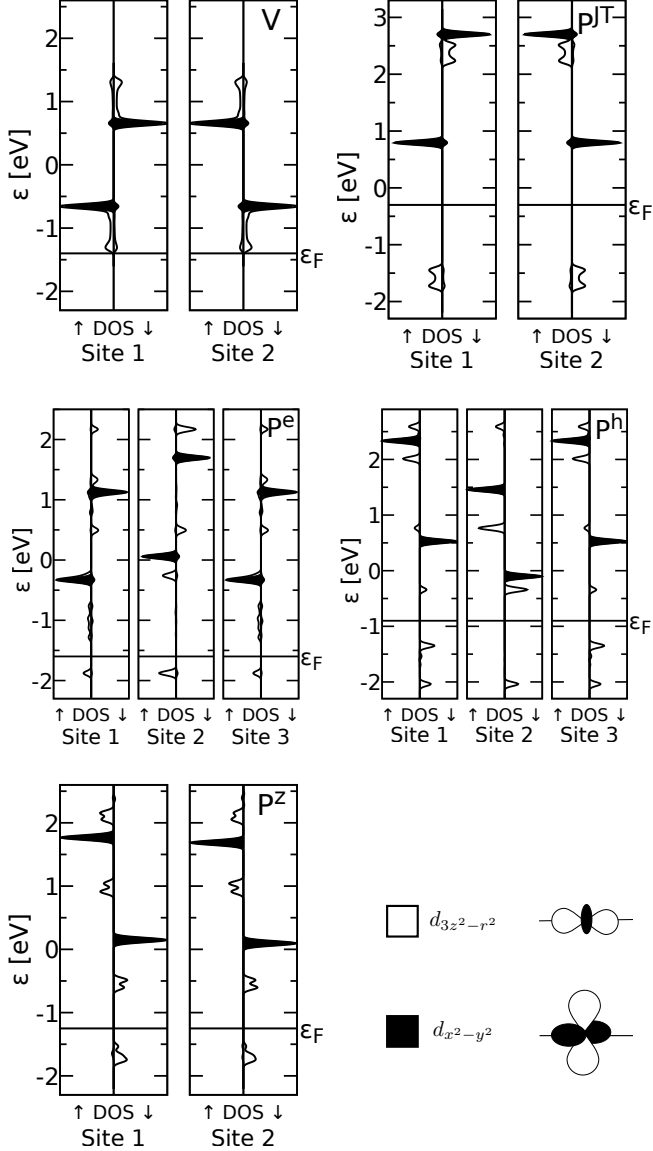 V
2
1
0
-1
-2
ε [eV]
εF
↑ DOS ↓
↑ DOS ↓
Site 1
Site 2
P^JT
3
2
1
0
-1
-2
ε [eV]
εF
↑ DOS ↓
↑ DOS ↓
Site 1
Site 2
P^e
2
1
0
-1
-2
ε [eV]
↑ DOS ↓
↑ DOS ↓
↑ DOS ↓
Site 1
Site 2
Site 3
εF
P^h
2
1
0
-1
-2
ε [eV]
εF
↑ DOS ↓
↑ DOS ↓
↑ DOS ↓
Site 1
Site 2
Site 3
P^z
2
1
0
-1
-2
ε [eV]
εF
↑ DOS ↓
↑ DOS ↓
Site 1
Site 2
d3z²−r²
dx²−y²